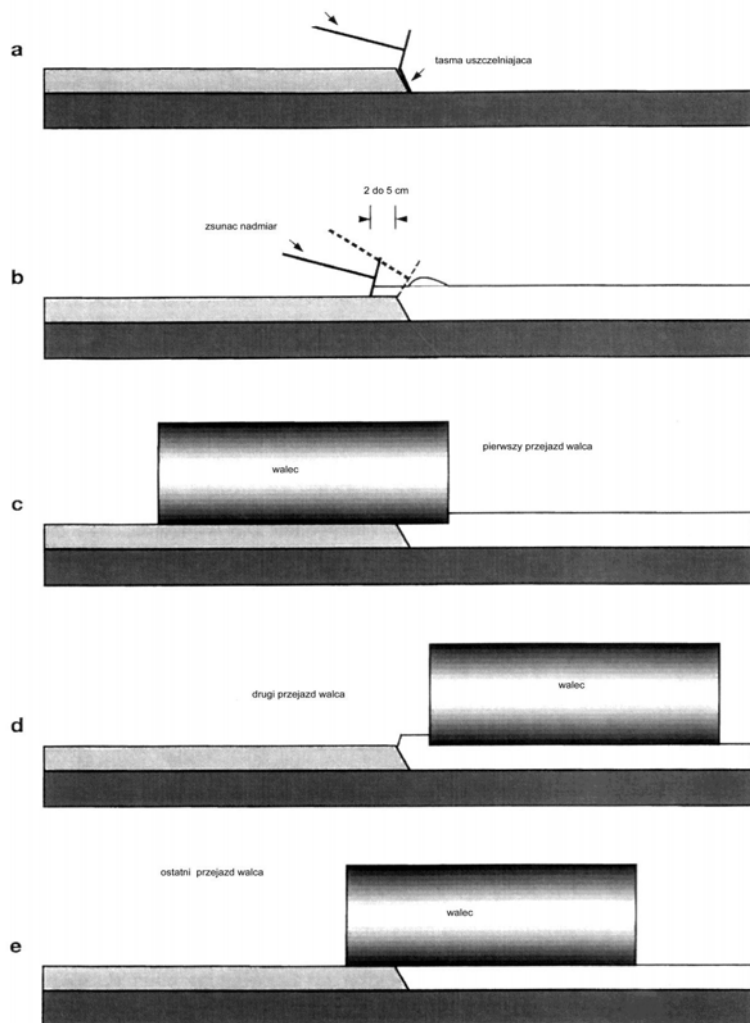 a
tasma uszczelniajaca
2 do 5 cm
zsunac nadmiar
b
walec
pierwszy przejazd walca
c
walec
drugi przejazd walca
d
ostatni przejazd walca
walec
e